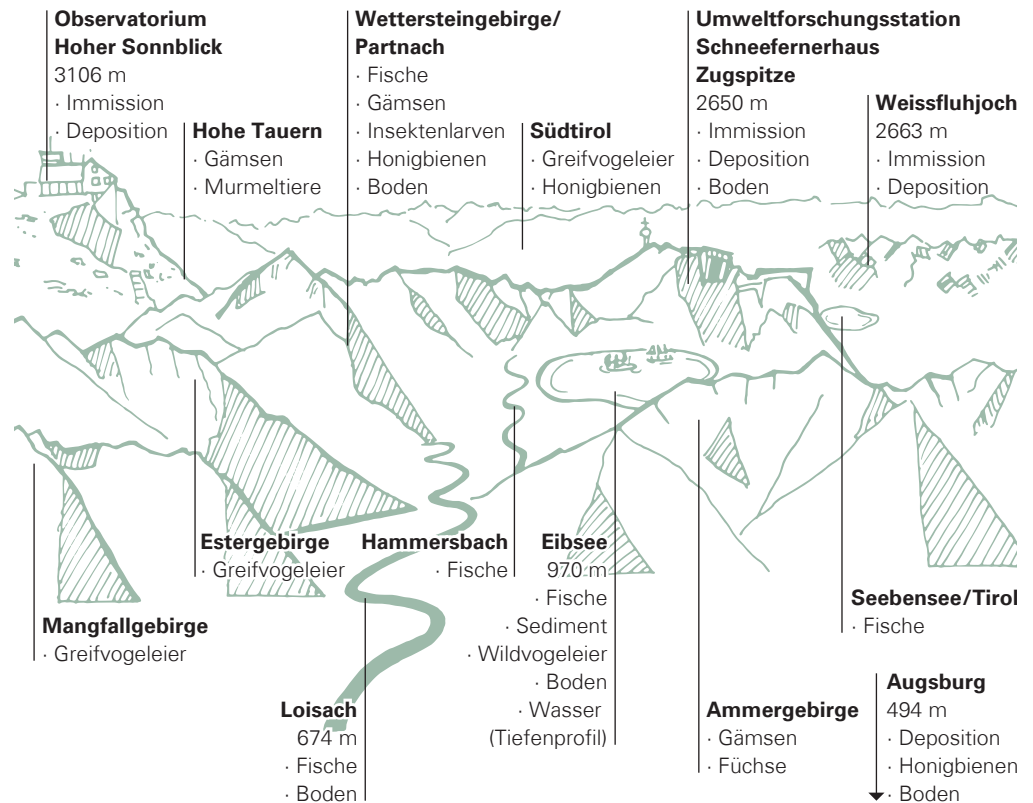 Observatorium
Hoher Sonnblick
3106 m
· Immission
· Deposition
Hohe Tauern
· Gämsen
· Murmeltiere
Wettersteingebirge/
Partnach
· Fische
· Gämsen
· Insektenlarven
· Honigbienen
· Boden
Südtirol
· Greifvogeleier
· Honigbienen
Umweltforschungsstation
Schneefernerhaus
Zugspitze
2650 m
· Immission
· Deposition
· Boden
Weissfluhjoch
2663 m
· Immission
· Deposition
Estergebirge
· Greifvogeleier
Hammersbach
· Fische
Eibsee
970 m
· Fische
· Sediment
· Wildvogeleier
· Boden
· Wasser
(Tiefenprofil)
Seebensee/Tirol
· Fische
Mangfallgebirge
· Greifvogeleier
Loisach
674 m
· Fische
· Boden
Ammergebirge
· Gämsen
· Füchse
Augsburg
494 m
· Deposition
· Honigbienen
· Boden